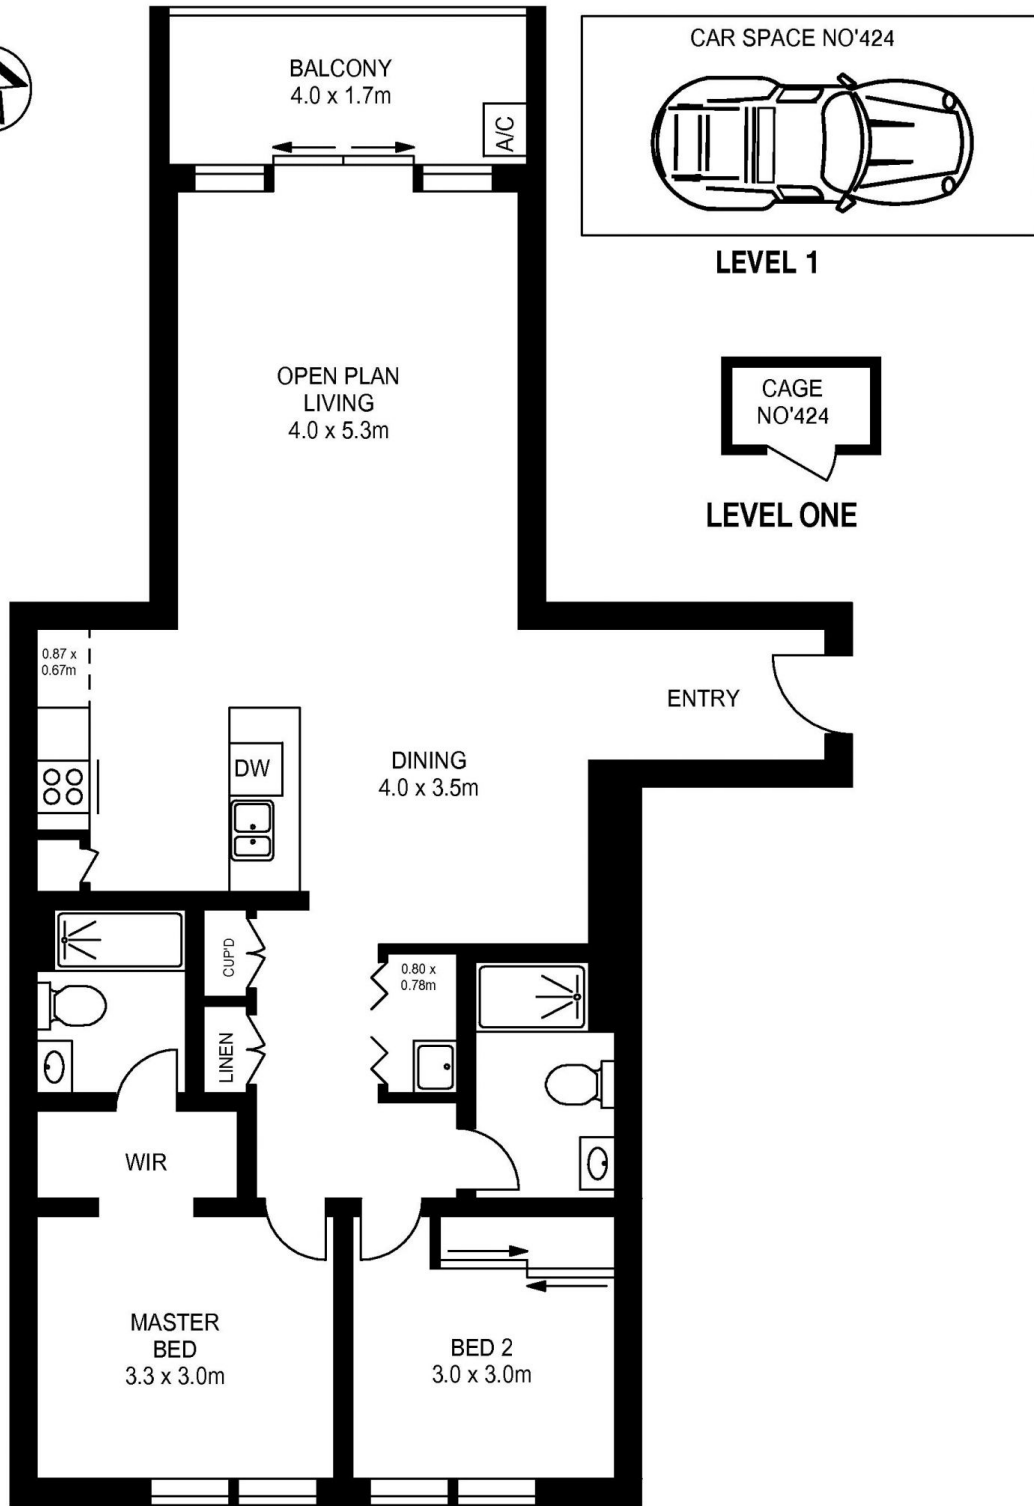 BALCONY
4.0 x 1.7m
A/C
CAR SPACE NO'424
LEVEL 1
OPEN PLAN
LIVING
4.0 x 5.3m
CAGE
NO'424
LEVEL ONE
0.87 x
0.67m
ENTRY
DW
DINING
4.0 x 3.5m
CUP'D
LINEN
0.80 x
0.78m
WIR
MASTER
BED
3.3 x 3.0m
BED 2
3.0 x 3.0m